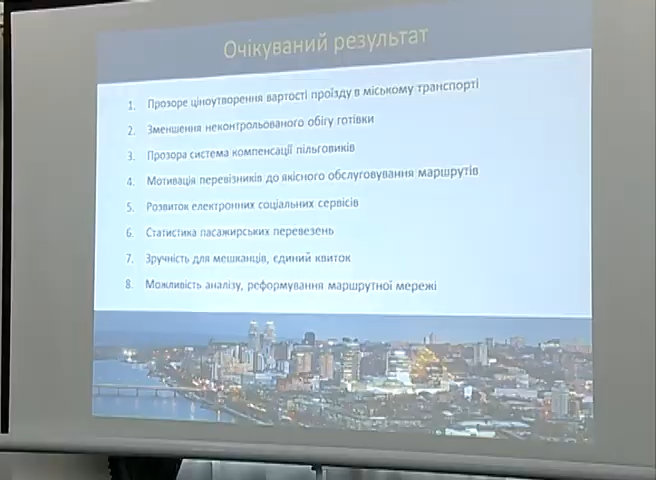 Очікуваний результат
1. Прозоре ціноутворення вартості проїзду в міському транспорті
2. Зменшення неконтрольованого обігу готівки
3. Прозора система компенсації пільговиків
4. Мотивація перевізників до якісного обслуговування маршрутів
5. Розвиток електронних соціальних сервісів
6. Статистика пасажирських перевезень
7. Зручність для мешканців, єдиний квиток
8. Можливість аналізу, реформування маршрутної мережі